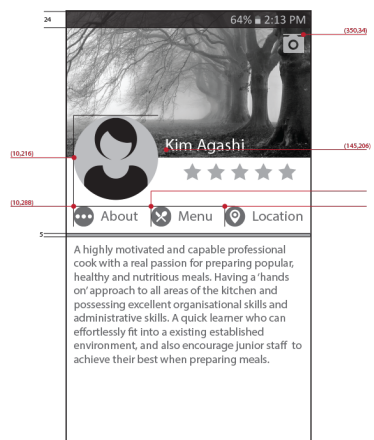 24
64% 2:13 PM
(350,34)
Kim Agashi
(145,206)
(10,216)
(10,288)
About
Menu
Location
5
A highly motivated and capable professional
cook with a real passion for preparing popular,
healthy and nutritious meals. Having a 'hands
on' approach to all areas of the kitchen and
possessing excellent organisational skills and
administrative skills. A quick learner who can
effortlessly fit into a existing established
environment, and also encourage junior staff to
achieve their best when preparing meals.